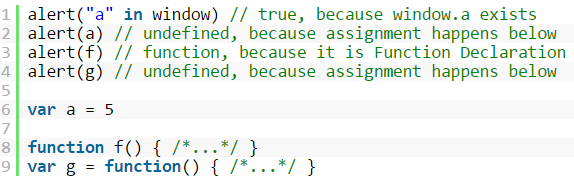 1 alert("a" in window) // true, because window.a exists
2 alert(a) // undefined, because assignment happens below
3 alert(f) // function, because it is Function Declaration
4 alert(g) // undefined, because assignment happens below
5
6 var a = 5
7
8 function f() { /*...*/ }
9 var g = function() { /*...*/ }